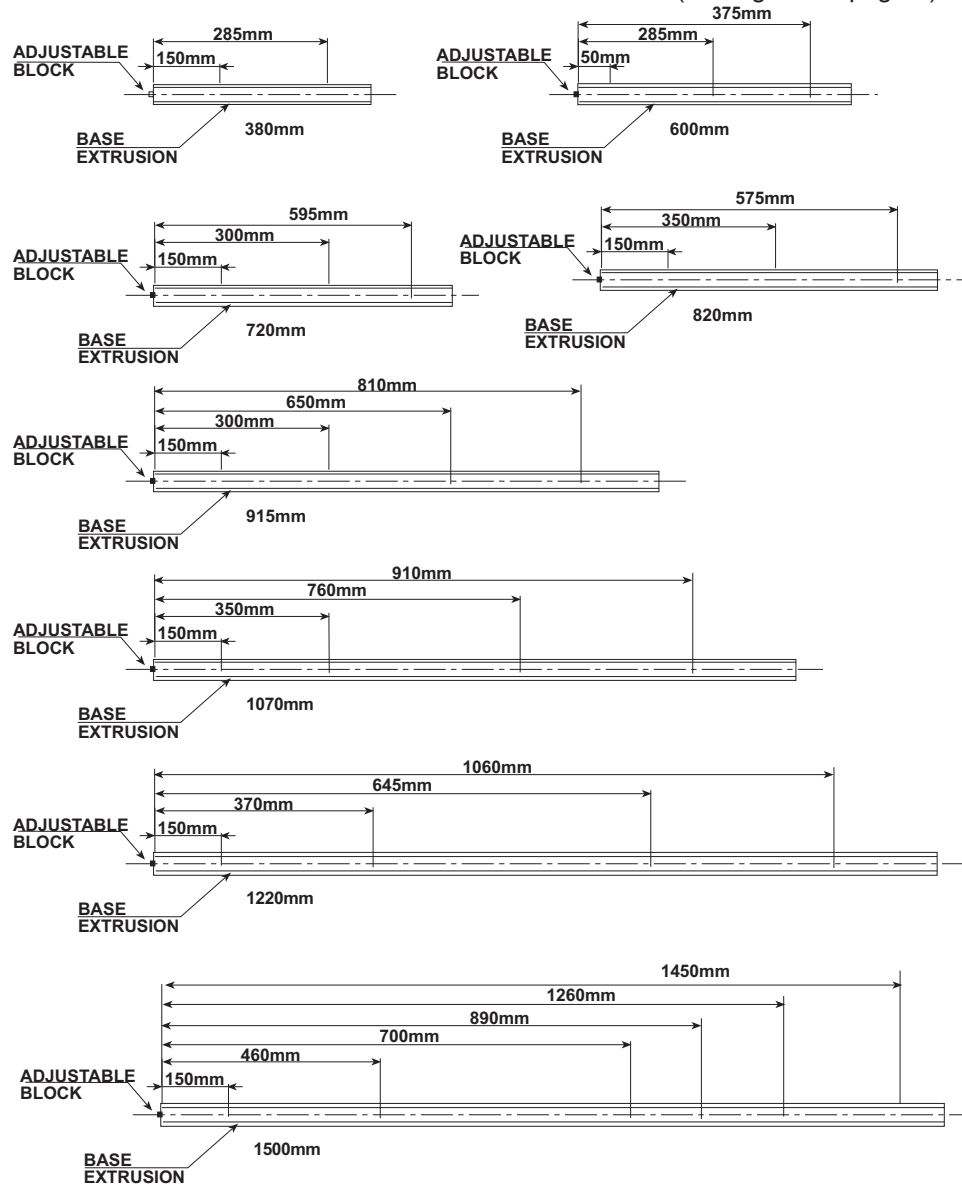 375mm
285mm
285mm
ADJUSTABLE
BLOCK
150mm
ADJUSTABLE
BLOCK
50mm
380mm
BASE
EXTRUSION
600mm
BASE
EXTRUSION
595mm
300mm
ADJUSTABLE
BLOCK
150mm
575mm
350mm
ADJUSTABLE
BLOCK
150mm
720mm
BASE
EXTRUSION
820mm
BASE
EXTRUSION
810mm
650mm
300mm
ADJUSTABLE
BLOCK
150mm
915mm
BASE
EXTRUSION
910mm
760mm
350mm
ADJUSTABLE
BLOCK
150mm
1070mm
BASE
EXTRUSION
1060mm
645mm
370mm
ADJUSTABLE
BLOCK
150mm
1220mm
BASE
EXTRUSION
1450mm
1260mm
890mm
700mm
460mm
ADJUSTABLE
BLOCK
150mm
1500mm
BASE
EXTRUSION